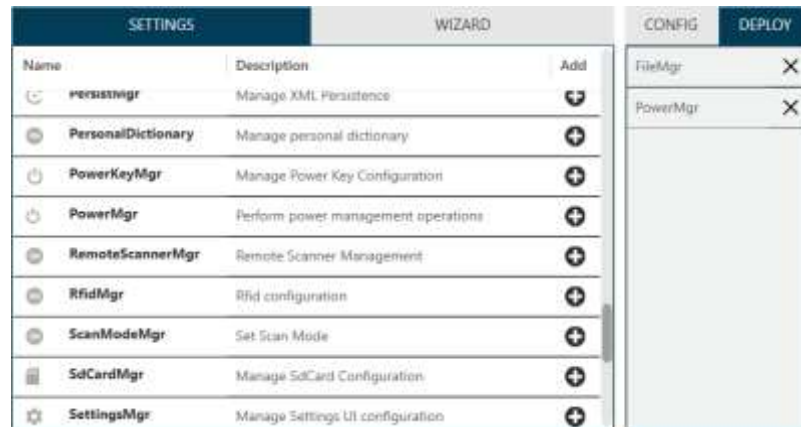 SETTINGS WIZARD CONFIG DEPLOY
Name Description Add
FileMgr
PersistMgr Manage XML Persistence
PowerMgr
PersonalDictionary Manage personal dictionary
PowerKeyMgr Manage Power Key Configuration
PowerMgr Perform power management operations
RemoteScannerMgr Remote Scanner Management
RfidMgr Rfid configuration
ScanModeMgr Set Scan Mode
SdCardMgr Manage SdCard Configuration
SettingsMgr Manage Settings UI configuration